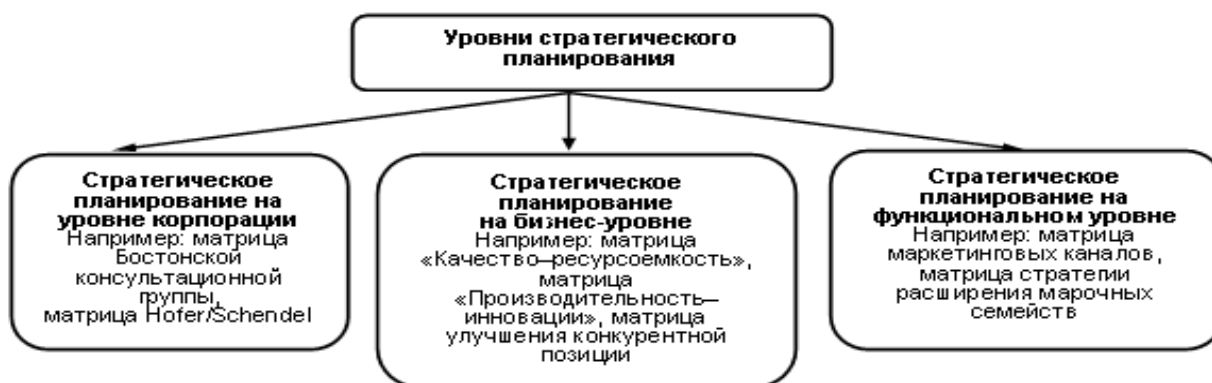 Уровни стратегического
планирования
Стратегическое
планирование на
уровне корпорации
Например: матрица
Бостонской
консультационной
группы,
матрица Hofer/Schendel
Стратегическое
планирование
на бизнес-уровне
Например: матрица
«Качество–ресурсоемкость»,
матрица
«Производительность–
инновации», матрица
улучшения конкурентной
позиции
Стратегическое
планирование на
функциональном уровне
Например: матрица
маркетинговых каналов,
матрица стратегии
расширения марочных
семейств